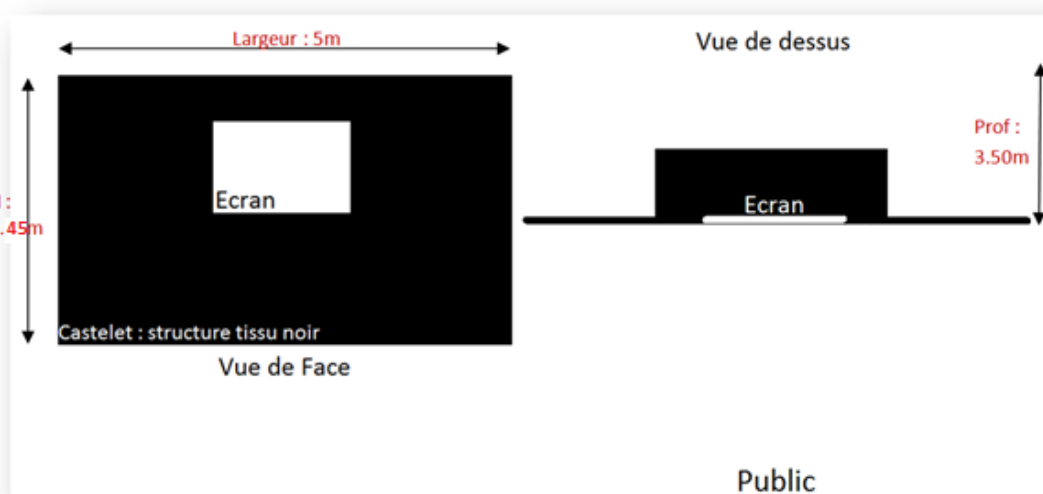 Largeur : 5m
Vue de dessus
Prof :
3.50m
:
.45m
Ecran
Ecran
Castelet : structure tissu noir
Vue de Face
Public